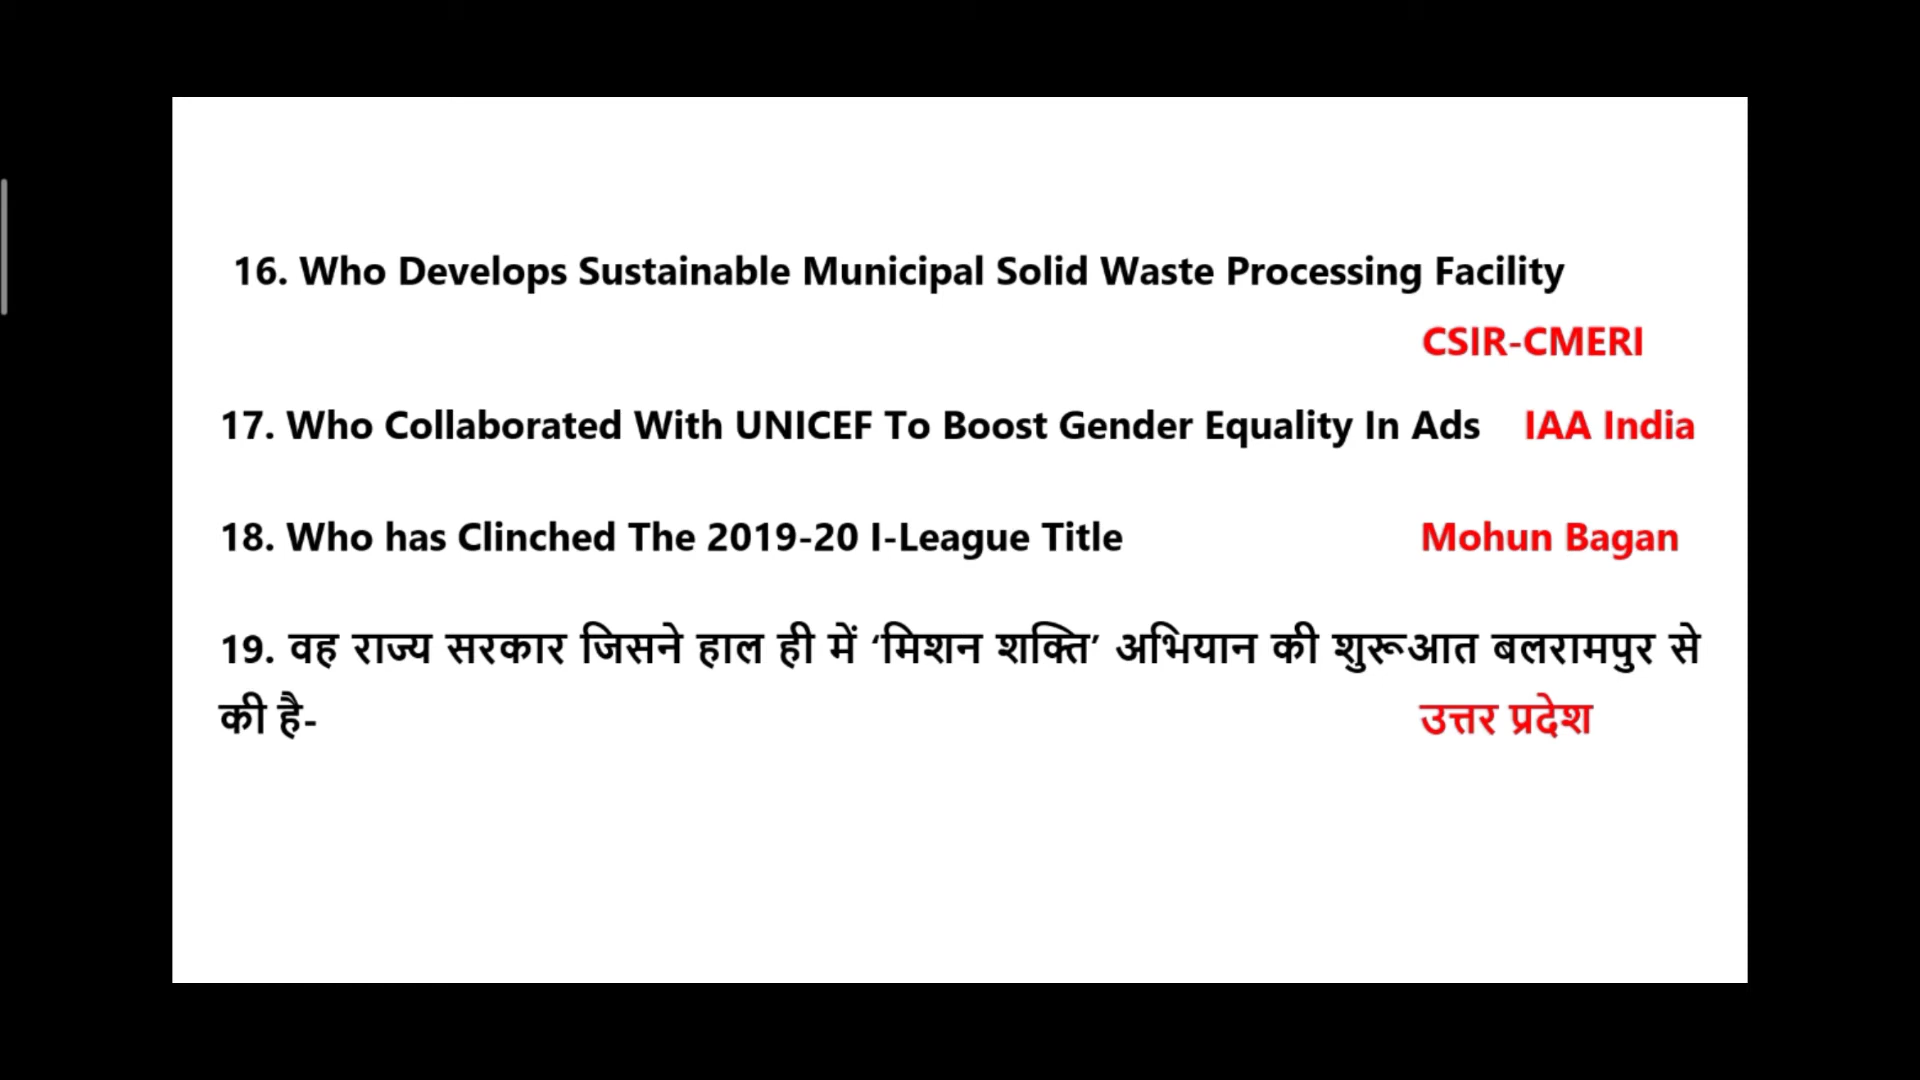 16. Who Develops Sustainable Municipal Solid Waste Processing Facility
CSIR-CMERI
17. Who Collaborated With UNICEF To Boost Gender Equality In Ads IAA India
18. Who has Clinched The 2019-20 I-League Title Mohun Bagan
19. वह राज्य सरकार जिसने हाल ही में ‘मिशन शक्ति’ अभियान की शुरूआत बलरामपुर से
की है- उत्तर प्रदेश